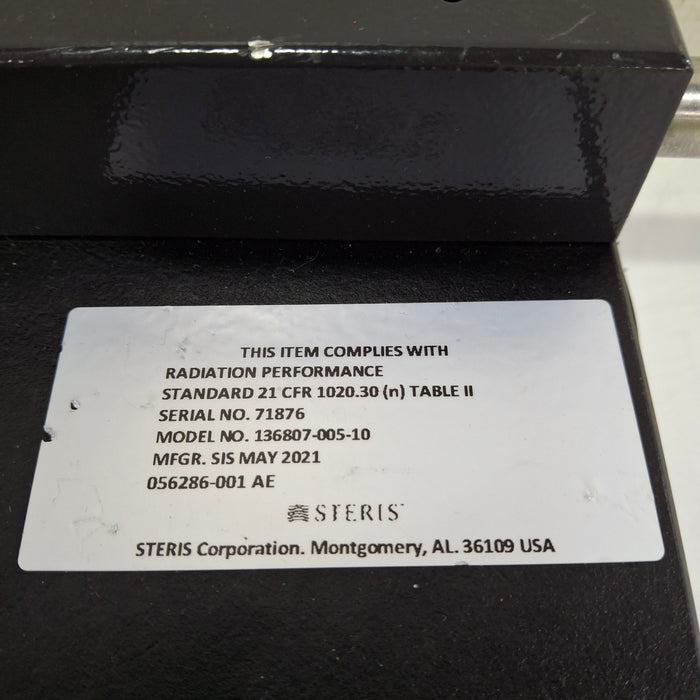 THIS ITEM COMPLIES WITH
RADIATION PERFORMANCE
STANDARD 21 CFR 1020.30 (n) TABLE II
SERIAL NO. 71876
MODEL NO. 136807-005-10
MFGR. SIS MAY 2021
056286-001 AE
STERIS
STERIS Corporation. Montgomery, AL. 36109 USA